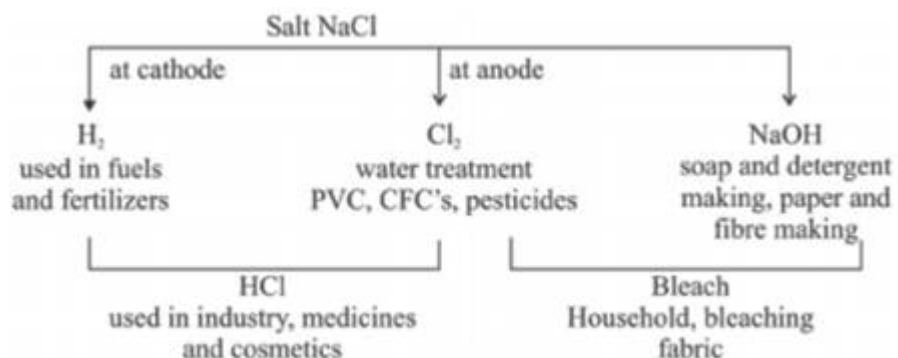 Salt NaCl
at cathode
at anode
H₂
used in fuels
and fertilizers
Cl₂
water treatment
PVC, CFC's, pesticides
NaOH
soap and detergent
making, paper and
fibre making
HCl
used in industry, medicines
and cosmetics
Bleach
Household, bleaching
fabric